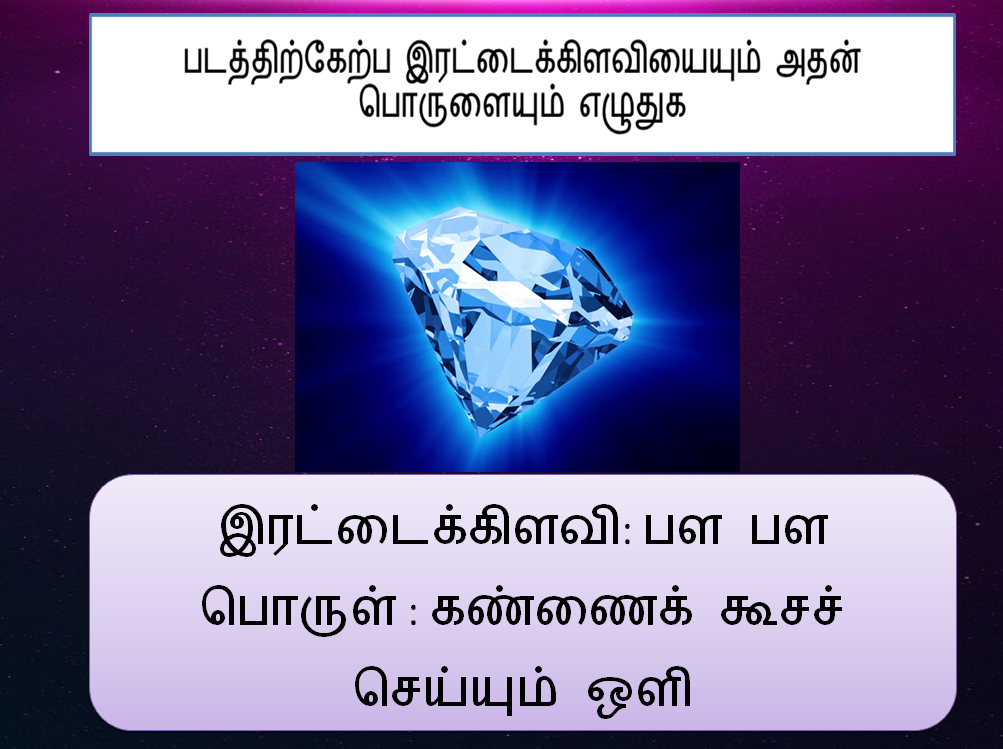 படத்திற்கேற்ப இரட்டைக்கிளவியையும் அதன்
பொருளையும் எழுதுக
இரட்டைக்கிளவி: பள பள
பொருள் : கண்ணைக் கூசச்
செய்யும் ஒளி